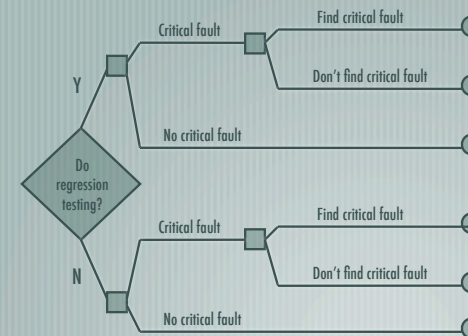 Find critical fault
Critical fault
Don't find critical fault
Y
No critical fault
Do
regression
testing?
Find critical fault
Critical fault
Don't find critical fault
N
No critical fault